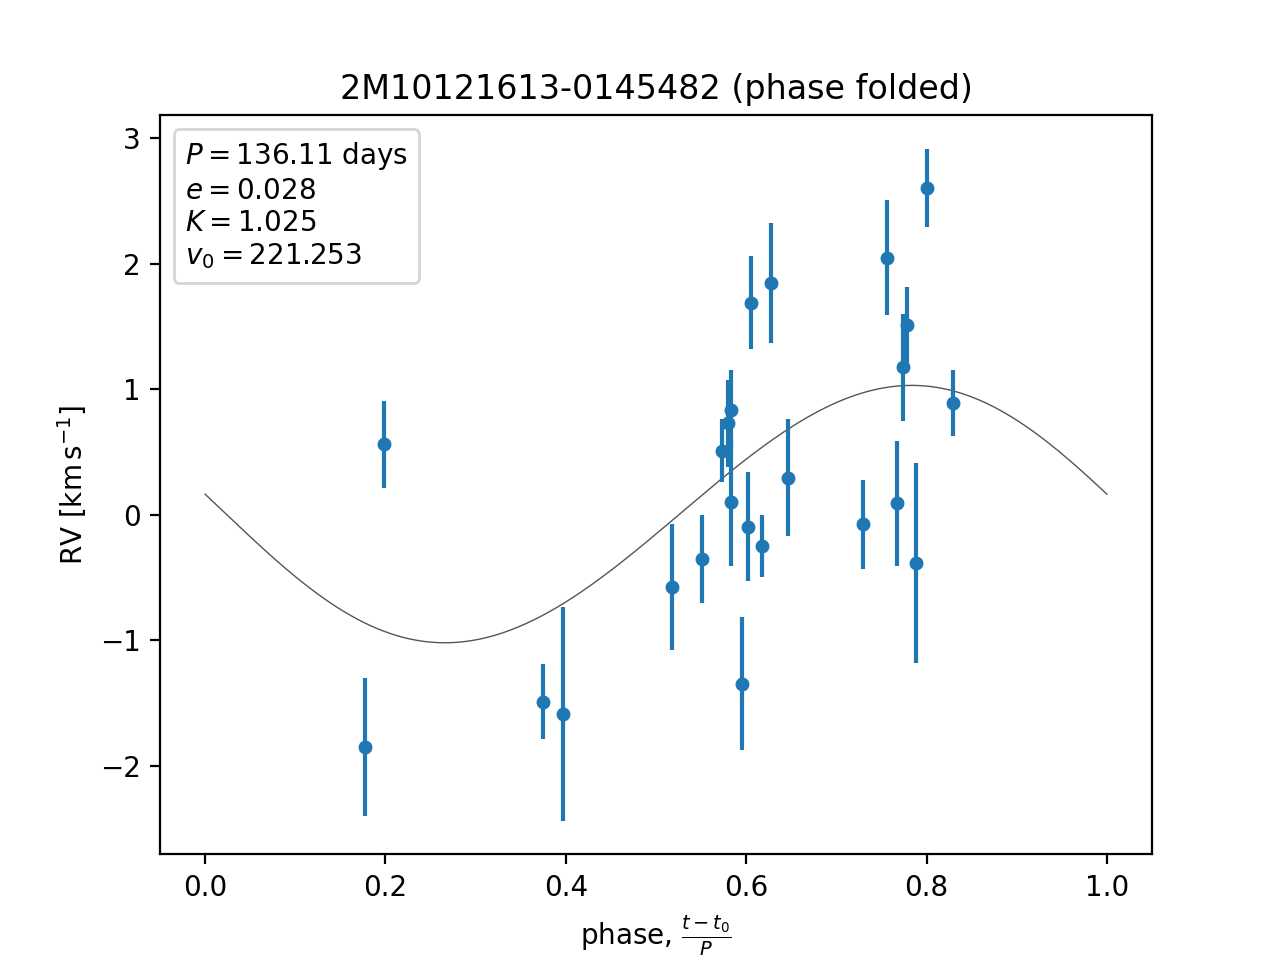 2M10121613-0145482 (phase folded)
P = 136.11 days
e = 0.028
K = 1.025
v₀ = 221.253
3
2
1
0
−1
−2
RV [km s⁻¹]
0.0 0.2 0.4 0.6 0.8 1.0
phase, (t − t₀)/P